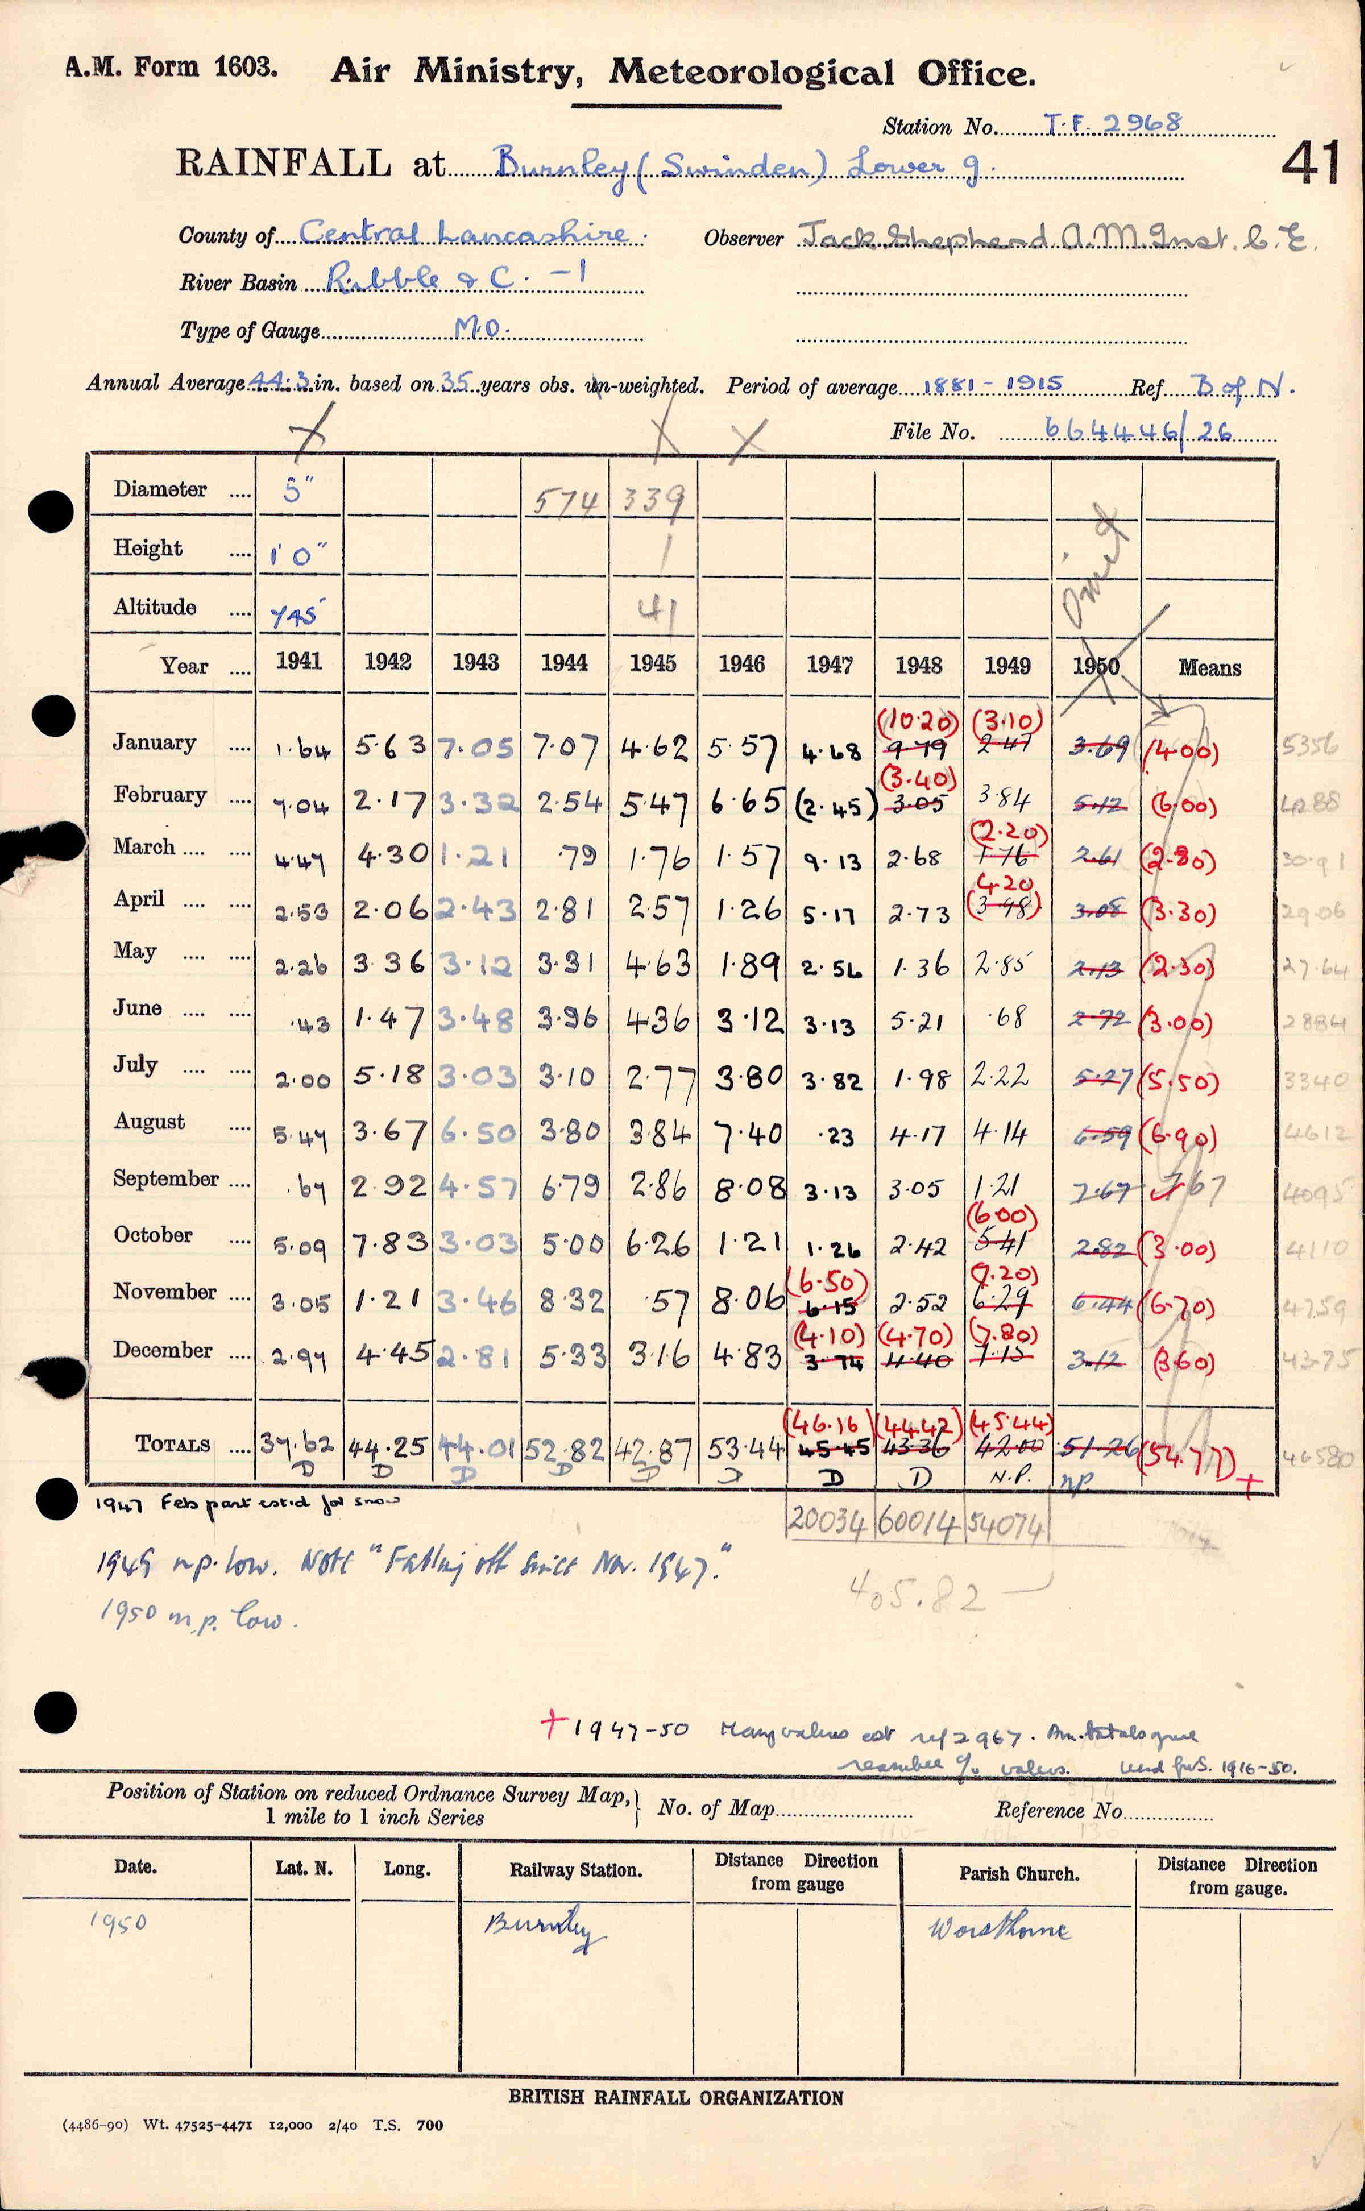 A.M. Form 1603. Air Ministry, Meteorological Office.
Station No. T.F. 2968
RAINFALL at Burnley (Swinden) Lower g. 41
County of Central Lancashire. Observer Jack Shepherd A.M.Inst. C.E.
River Basin Ribble & C. -1
Type of Gauge M.O.
Annual Average 44.3 in. based on 35 years obs. un-weighted. Period of average 1881-1915 Ref. B of N.
File No. 664446/26
Diameter .... 5" 574 339
Height .... 1' 0" 1
Altitude .... 745 41 omit
Year .... 1941 1942 1943 1944 1945 1946 1947 1948 1949 1950 Means
(10.20) (3.10)
January .... 1.64 5.63 7.05 7.07 4.62 5.57 4.68 9.79 2.47 3.69 (4.00) 5356
(3.40)
February .... 7.04 2.17 3.32 2.54 5.47 6.65 (2.45) 3.05 3.84 5.12 (6.00) 4288
(2.20)
March .... .... 4.47 4.30 1.21 .79 1.76 1.57 9.13 2.68 1.76 2.61 (2.80) 30.91
4.20
April .... .... 2.53 2.06 2.43 2.81 2.57 1.26 5.17 2.73 (3.98) 3.08 (3.30) 29.06
May .... .... 2.26 3.36 3.12 3.31 4.63 1.89 2.56 1.36 2.85 2.13 (2.30) 27.64
June .... .... .43 1.47 3.48 3.96 4.36 3.12 3.13 5.21 .68 2.72 (3.00) 2884
July .... .... 2.00 5.18 3.03 3.10 2.77 3.80 3.82 1.98 2.22 5.27 (5.50) 3340
August .... 5.47 3.67 6.50 3.80 3.84 7.40 .23 4.17 4.14 6.59 (6.90) 4612
September .... .67 2.92 4.57 6.79 2.86 8.08 3.13 3.05 1.21 7.67 7.67 4095
(6.00)
October .... 5.09 7.83 3.03 5.00 6.26 1.21 1.26 2.42 5.41 2.82 (3.00) 4110
(6.50) (7.20)
November .... 3.05 1.21 3.46 8.32 .57 8.06 6.15 2.52 6.29 6.44 (6.70) 4759
(4.10) (4.70) (7.80)
December .... 2.97 4.45 2.81 5.33 3.16 4.83 3.74 4.40 7.15 3.12 (3.60) 4375
(46.16) (44.42) (45.44)
TOTALS .... 37.62 44.25 44.01 52.82 42.87 53.44 45.45 43.36 42.00 51.26 (54.77) + 46580
D D D D D D D D N.P. NP
1947 Feb part estd for snow
20034 60014 54074
1949 n.p. low. Note "Falling off since Nov. 1947."
405.82
1950 n.p. low.
+ 1947-50 Many values est ref 2967.
values. used for S. 1916-50.
Position of Station on reduced Ordnance Survey Map, 1 mile to 1 inch Series No. of Map Reference No.
Date. Lat. N. Long. Railway Station. Distance Direction from gauge Parish Church. Distance Direction from gauge.
1950 Burnley Worsthorne
BRITISH RAINFALL ORGANIZATION
(4486-90) Wt. 47525-4471 12,000 2/40 T.S. 700